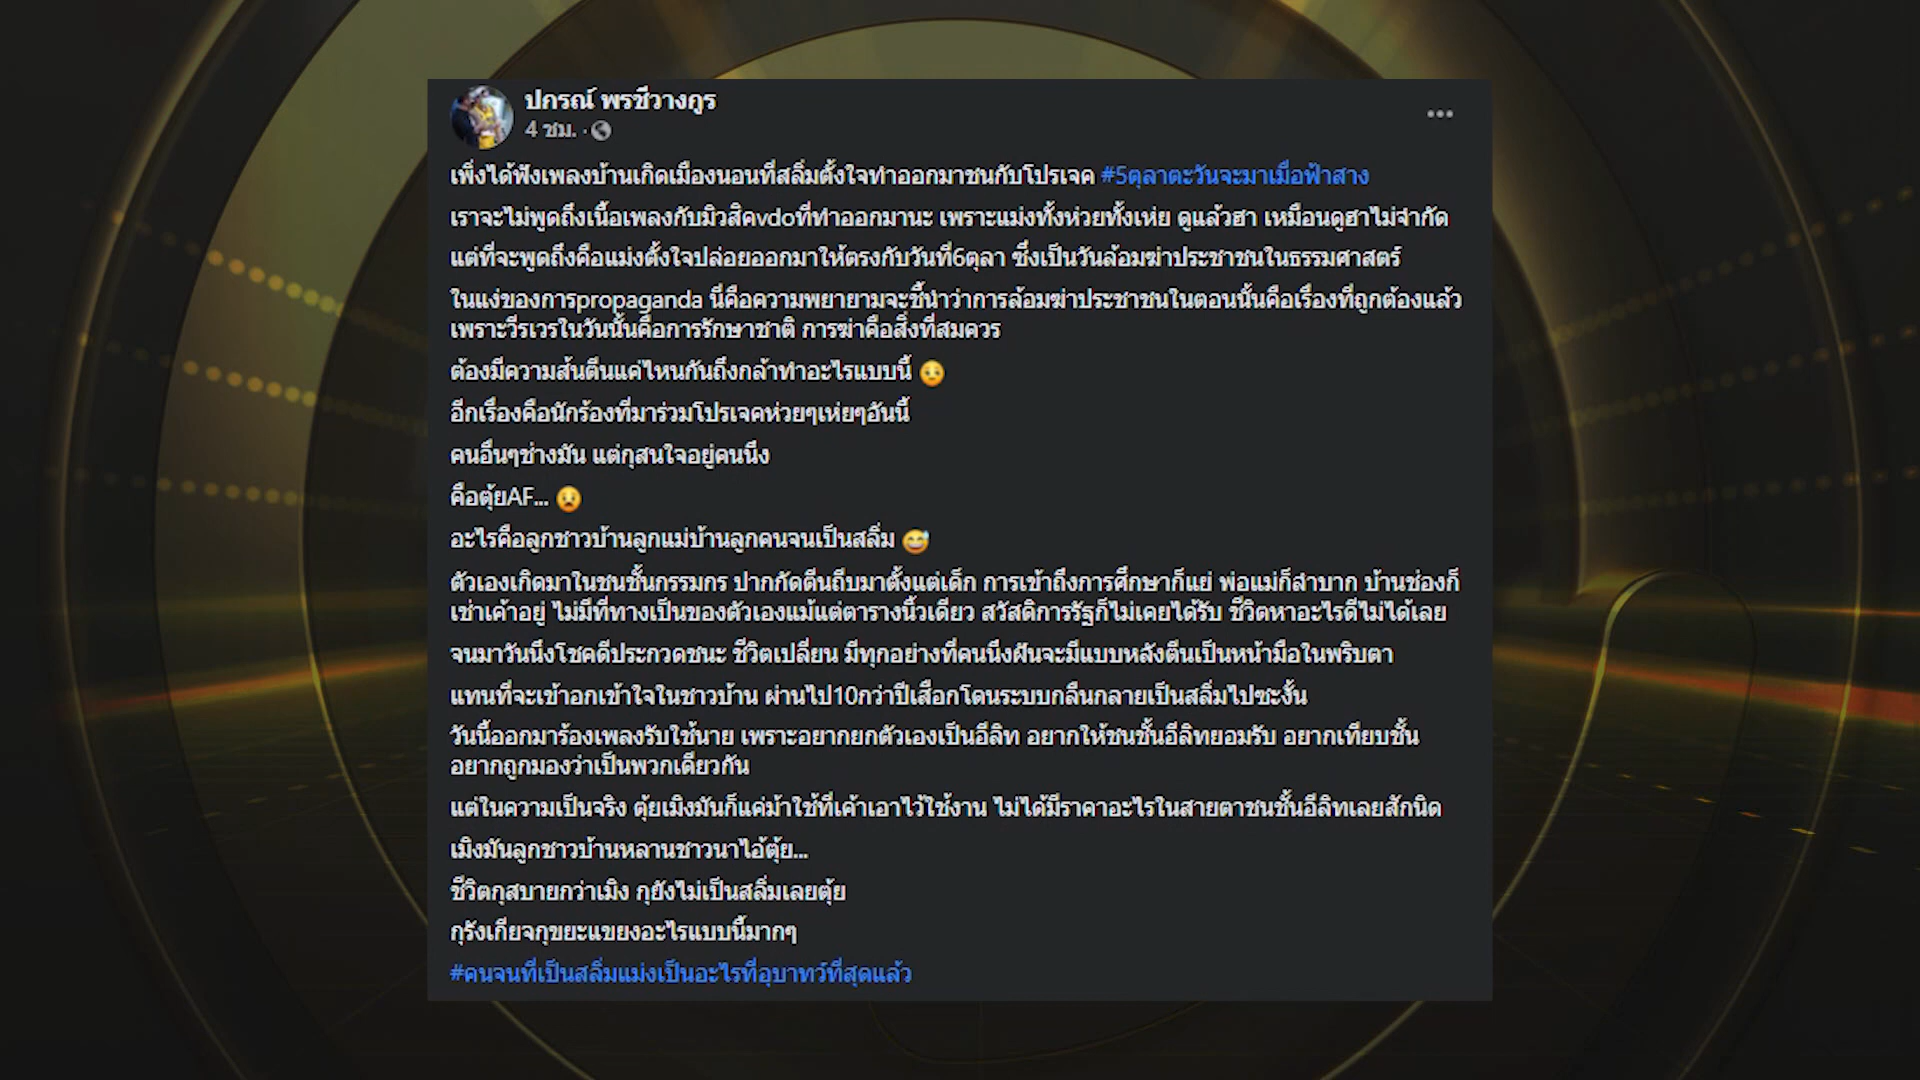 ปกรณ์ พรชีวางกูร
4 ชม. ·
เพิ่งได้ฟังเพลงบ้านเกิดเมืองนอนที่สลิ่มตั้งใจทำออกมาชนกับโปรเจค #5ตุลาตะวันจะมาเมื่อฟ้าสาง
เราจะไม่พูดถึงเนื้อเพลงกับมิวสิคvdoที่ทำออกมานะ เพราะแม่งทั้งห่วยทั้งเห่ย ดูแล้วฮา เหมือนดูฮาไม่จำกัด
แต่ที่จะพูดถึงคือแม่งตั้งใจปล่อยออกมาให้ตรงกับวันที่6ตุลา ซึ่งเป็นวันล้อมฆ่าประชาชนในธรรมศาสตร์
ในแง่ของการpropaganda นี่คือความพยายามจะชี้นำว่าการล้อมฆ่าประชาชนในตอนนั้นคือเรื่องที่ถูกต้องแล้ว
เพราะวีรเวรในวันนั้นคือการรักษาชาติ การฆ่าคือสิ่งที่สมควร
ต้องมีความส้นตีนแค่ไหนกันถึงกล้าทำอะไรแบบนี้ 😒
อีกเรื่องคือนักร้องที่มาร่วมโปรเจคห่วยๆเห่ยๆอันนี้
คนอื่นๆช่างมัน แต่กุสนใจอยู่คนนึง
คือตุ้ยAF... 😧
อะไรคือลูกชาวบ้านลูกแม่บ้านลูกคนจนเป็นสลิ่ม 😅
ตัวเองเกิดมาในชนชั้นกรรมกร ปากกัดตีนถีบมาตั้งแต่เด็ก การเข้าถึงการศึกษาก็แย่ พ่อแม่ก็ลำบาก บ้านช่องก็
เช่าเค้าอยู่ ไม่มีที่ทางเป็นของตัวเองแม้แต่ตารางนิ้วเดียว สวัสดิการรัฐก็ไม่เคยได้รับ ชีวิตหาอะไรดีไม่ได้เลย
จนมาวันนึงโชคดีประกวดชนะ ชีวิตเปลี่ยน มีทุกอย่างที่คนนึงฝันจะมีแบบหลังตีนเป็นหน้ามือในพริบตา
แทนที่จะเข้าอกเข้าใจในชาวบ้าน ผ่านไป10กว่าปีเสือกโดนระบบกลืนกลายเป็นสลิ่มไปซะงั้น
วันนี้ออกมาร้องเพลงรับใช้นาย เพราะอยากยกตัวเองเป็นอีลิท อยากให้ชนชั้นอีลิทยอมรับ อยากเทียบชั้น
อยากถูกมองว่าเป็นพวกเดียวกัน
แต่ในความเป็นจริง ตุ้ยเมิงมันก็แค่ม้าใช้ที่เค้าเอาไว้ใช้งาน ไม่ได้มีราคาอะไรในสายตาชนชั้นอีลิทเลยสักนิด
เมิงมันลูกชาวบ้านหลานชาวนาไอ้ตุ้ย...
ชีวิตกุสบายกว่าเมิง กุยังไม่เป็นสลิ่มเลยตุ้ย
กุรังเกียจกุขยะแขยงอะไรแบบนี้มากๆ
#คนจนที่เป็นสลิ่มแม่งเป็นอะไรที่อุบาทว์ที่สุดแล้ว